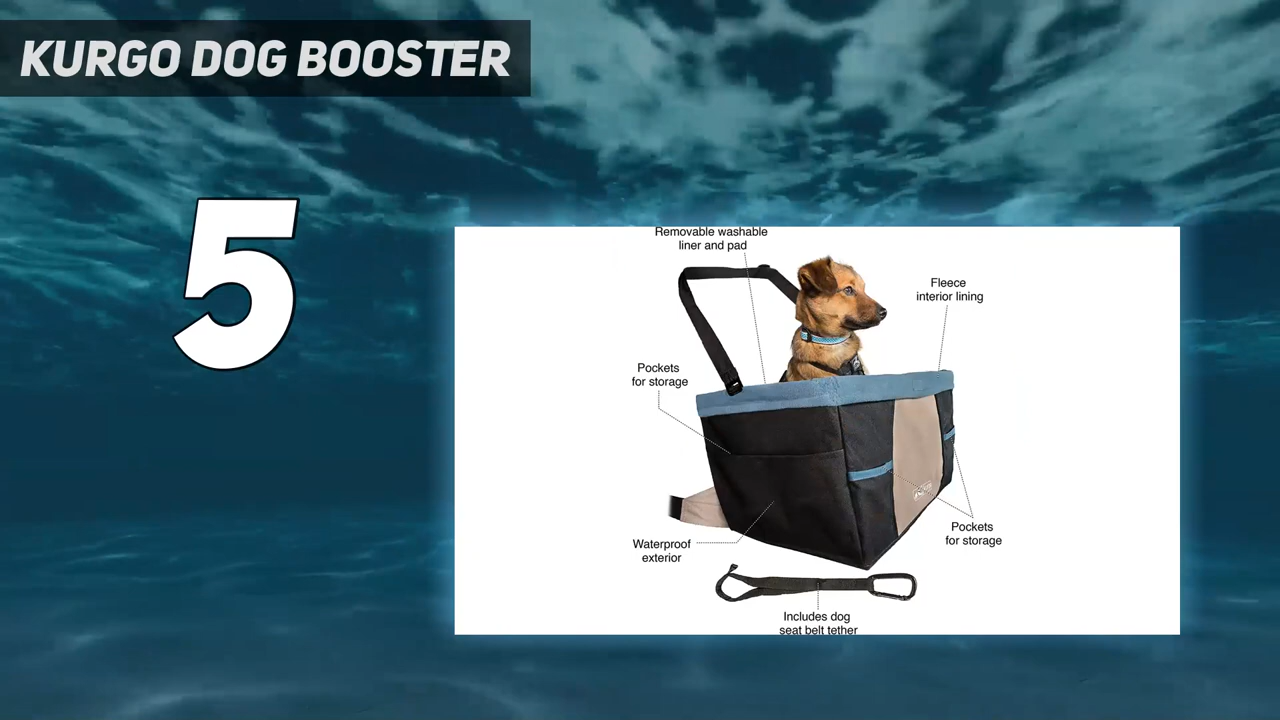 KURGO DOG BOOSTER
5
Removable washable
liner and pad
Fleece
interior lining
Pockets
for storage
Pockets
for storage
Waterproof
exterior
Includes dog
seat belt tether